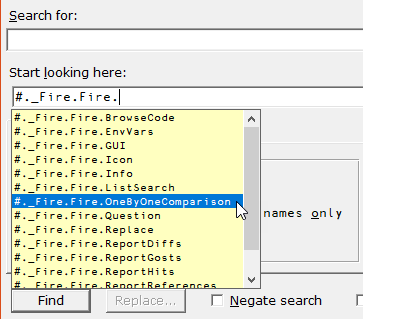 Search for:
Start looking here:
#._Fire.Fire.
#._Fire.Fire.BrowseCode
#._Fire.Fire.EnvVars
#._Fire.Fire.GUI
#._Fire.Fire.Icon
#._Fire.Fire.Info
#._Fire.Fire.ListSearch
#._Fire.Fire.OneByOneComparison
#._Fire.Fire.Question
names only
#._Fire.Fire.Replace
#._Fire.Fire.ReportDiffs
#._Fire.Fire.ReportGosts
#._Fire.Fire.ReportHits
#._Fire.Fire.ReportReferences
Find
Replace...
Negate search